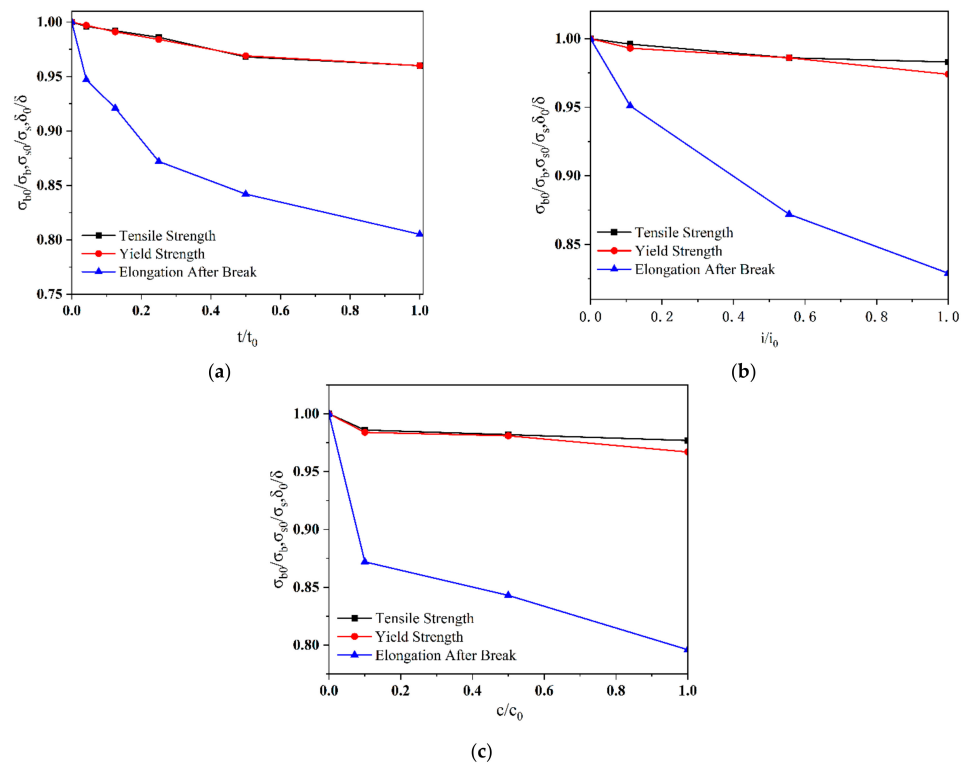 1.00
0.95
0.90
0.85
0.80
0.75
σb0/σb,σs0/σs,δ0/δ
Tensile Strength
Yield Strength
Elongation After Break
0.0 0.2 0.4 0.6 0.8 1.0
t/t0
(a)
1.00
0.95
0.90
0.85
σb0/σb,σs0/σs,δ0/δ
Tensile Strength
Yield Strength
Elongation After Break
0.0 0.2 0.4 0.6 0.8 1.0
i/i0
(b)
1.00
0.95
0.90
0.85
0.80
σb0/σb,σs0/σs,δ0/δ
Tensile Strength
Yield Strength
Elongation After Break
0.0 0.2 0.4 0.6 0.8 1.0
c/c0
(c)